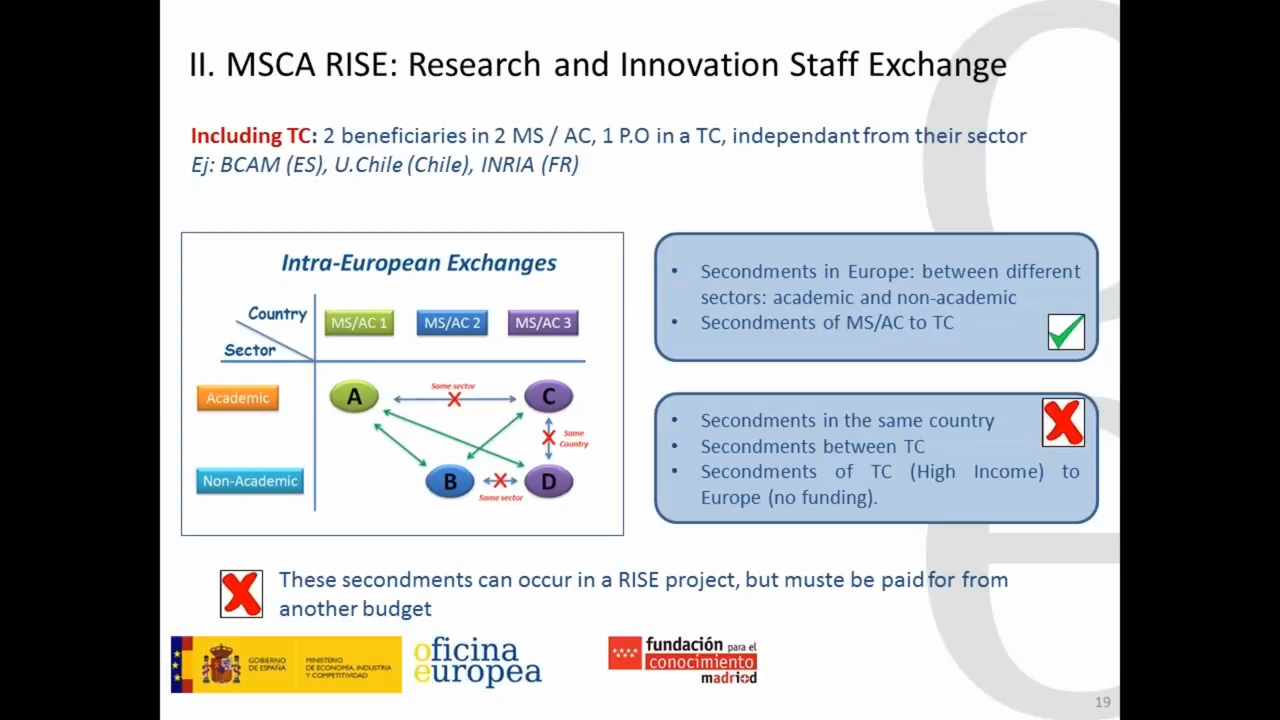 II. MSCA RISE: Research and Innovation Staff Exchange
Including TC: 2 beneficiaries in 2 MS / AC, 1 P.O in a TC, independant from their sector
Ej: BCAM (ES), U.Chile (Chile), INRIA (FR)
Intra-European Exchanges
Country
Sector
MS/AC 1
MS/AC 2
MS/AC 3
Academic
Non-Academic
A
Same sector
C
Same
Country
B
D
Same sector
• Secondments in Europe: between different
sectors: academic and non-academic
• Secondments of MS/AC to TC
• Secondments in the same country
• Secondments between TC
• Secondments of TC (High Income) to
Europe (no funding).
These secondments can occur in a RISE project, but muste be paid for from
another budget
GOBIERNO
DE ESPAÑA
MINISTERIO
DE ECONOMÍA, INDUSTRIA
Y COMPETITIVIDAD
oficina
europea
fundación para el
conocimiento
madri+d
19